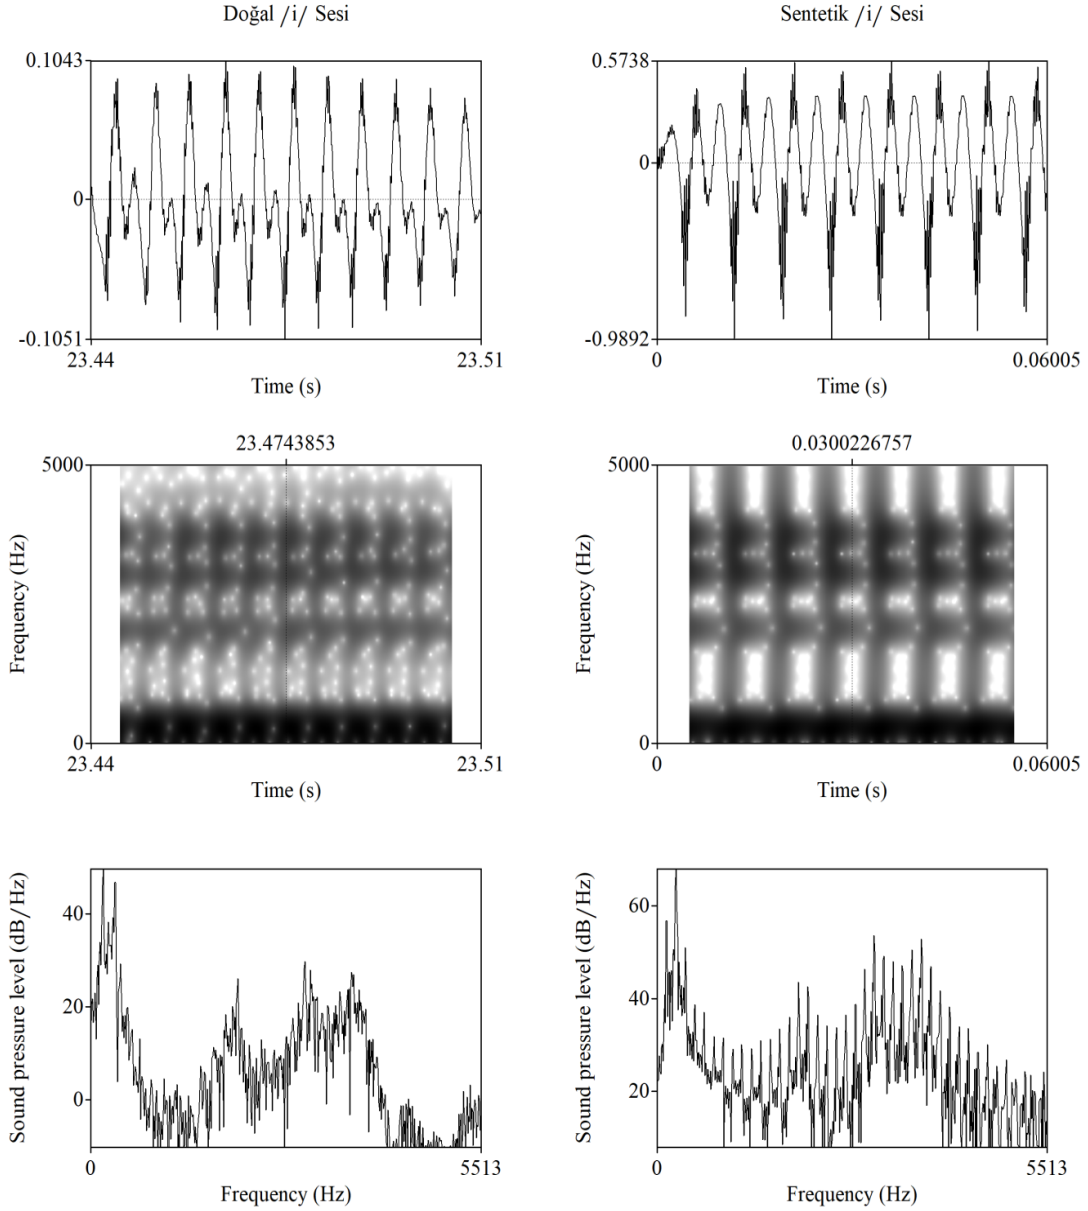 Doğal /i/ Sesi
0.1043
0
-0.1051
23.44
23.51
Time (s)
Sentetik /i/ Sesi
0.5738
0
-0.9892
0
0.06005
Time (s)
23.4743853
5000
Frequency (Hz)
0
23.44
23.51
Time (s)
0.0300226757
5000
Frequency (Hz)
0
0
0.06005
Time (s)
Sound pressure level (dB/Hz)
40
20
0
0
5513
Frequency (Hz)
Sound pressure level (dB/Hz)
60
40
20
0
5513
Frequency (Hz)